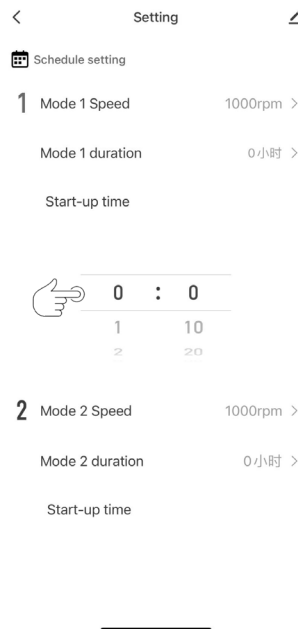 Setting
Schedule setting
1 Mode 1 Speed 1000rpm >
Mode 1 duration 0小时 >
Start-up time
0 : 0
1 10
2 20
2 Mode 2 Speed 1000rpm >
Mode 2 duration 0小时 >
Start-up time